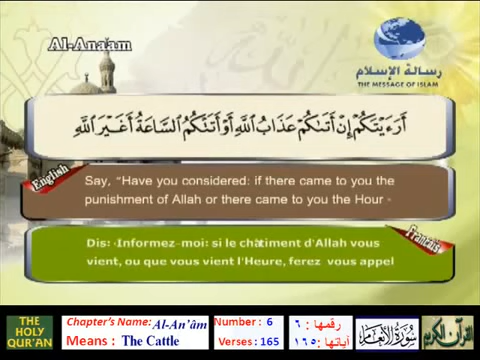 Al-Anaam
رسالة الإسلام
THE MESSAGE OF ISLAM
أَرَءَيْتَكُمْ إِنْ أَتَىٰكُمْ عَذَابُ ٱللَّهِ أَوْ أَتَتْكُمُ ٱلسَّاعَةُ أَغَيْرَ ٱللَّهِ
English
Say, "Have you considered: if there came to you the
punishment of Allah or there came to you the Hour -
Francais
Dis: «Informez-moi: si le châtiment d'Allah vous
vient, ou que vous vient l'Heure, ferez vous appel
THE
HOLY
QUR'AN
Chapter's Name: Al-An'âm
Means : The Cattle
Number : 6
Verses : 165
رقمها : ٦
آياتها : ١٦٥
سورة الأنعام
القرآن الكريم